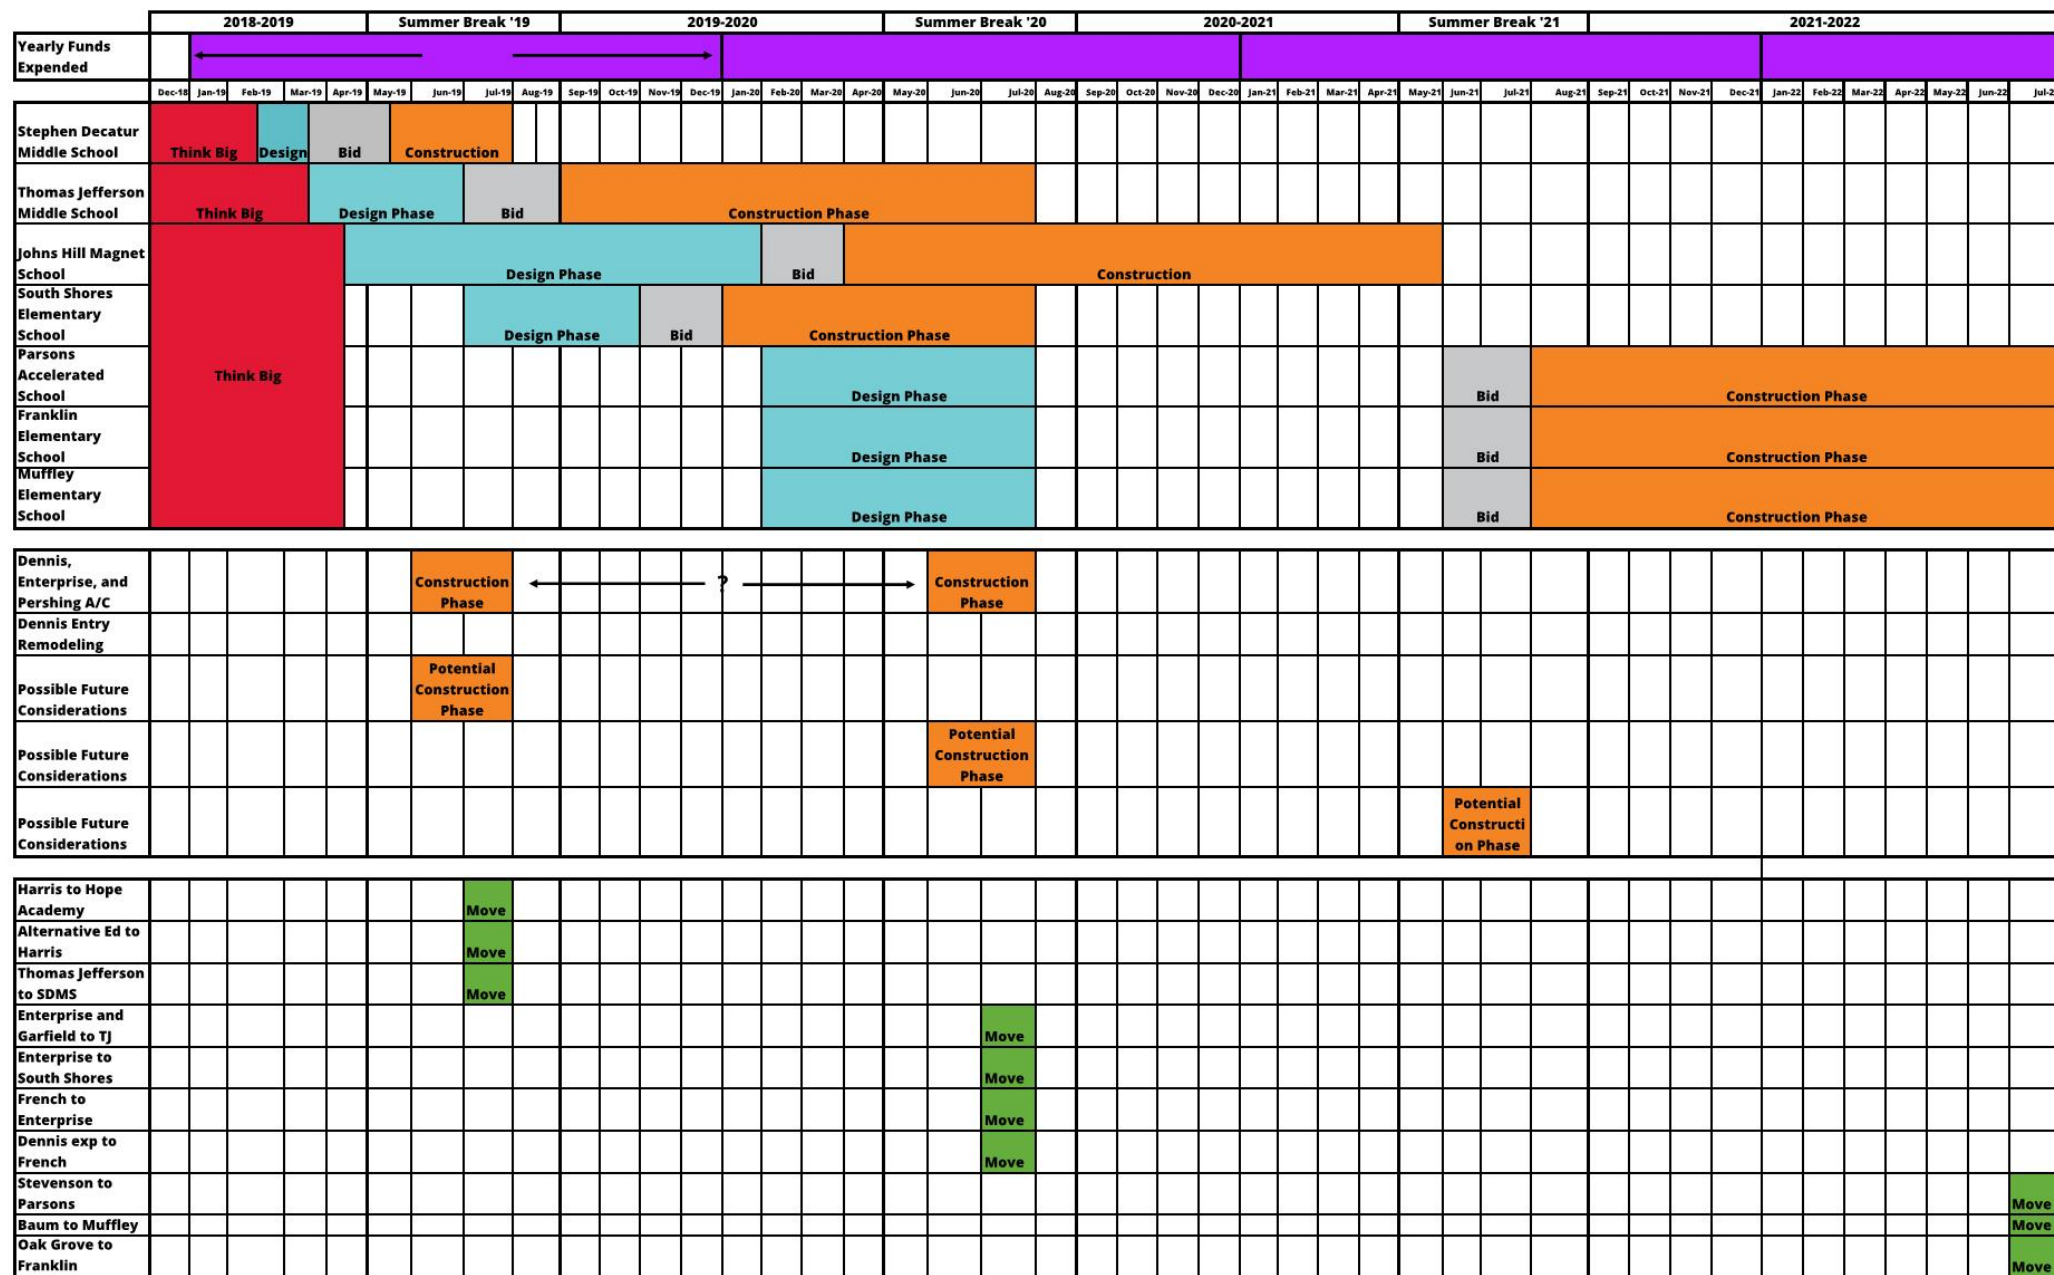 2018-2019 Summer Break '19 2019-2020 Summer Break '20 2020-2021 Summer Break '21 2021-2022
Yearly Funds
Expended
Dec-18 Jan-19 Feb-19 Mar-19 Apr-19 May-19 Jun-19 Jul-19 Aug-19 Sep-19 Oct-19 Nov-19 Dec-19 Jan-20 Feb-20 Mar-20 Apr-20 May-20 Jun-20 Jul-20 Aug-20 Sep-20 Oct-20 Nov-20 Dec-20 Jan-21 Feb-21 Mar-21 Apr-21 May-21 Jun-21 Jul-21 Aug-21 Sep-21 Oct-21 Nov-21 Dec-21 Jan-22 Feb-22 Mar-22 Apr-22 May-22 Jun-22 Jul-2
Stephen Decatur
Middle School Think Big Design Bid Construction
Thomas Jefferson
Middle School Think Big Design Phase Bid Construction Phase
Johns Hill Magnet
School Design Phase Bid Construction
South Shores
Elementary
School Design Phase Bid Construction Phase
Parsons
Accelerated Think Big
School Design Phase Bid Construction Phase
Franklin
Elementary
School Design Phase Bid Construction Phase
Muffley
Elementary
School Design Phase Bid Construction Phase
Dennis,
Enterprise, and Construction ? Construction
Pershing A/C Phase Phase
Dennis Entry
Remodeling
Potential
Possible Future Construction
Considerations Phase
Potential
Possible Future Construction
Considerations Phase
Potential
Possible Future Constructi
Considerations on Phase
Harris to Hope
Academy Move
Alternative Ed to
Harris Move
Thomas Jefferson
to SDMS Move
Enterprise and
Garfield to TJ Move
Enterprise to
South Shores Move
French to
Enterprise Move
Dennis exp to
French Move
Stevenson to
Parsons Move
Baum to Muffley Move
Oak Grove to
Franklin Move